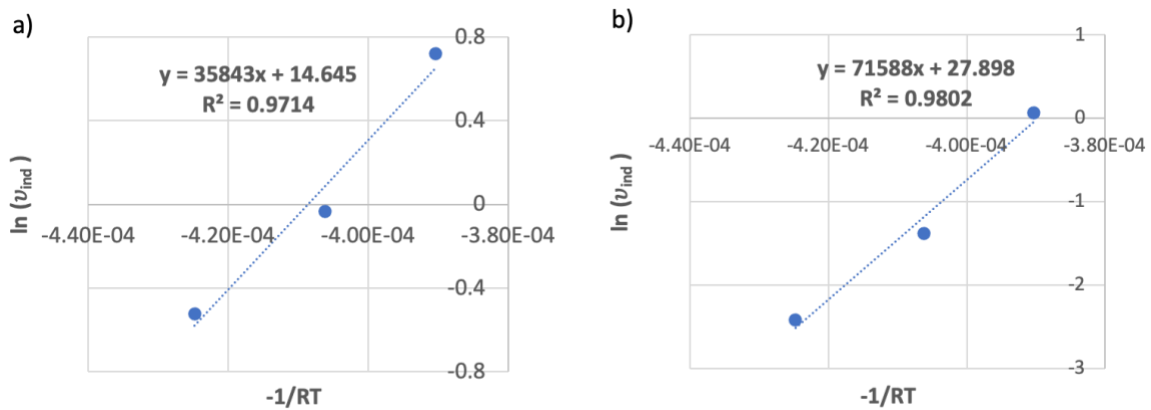 a)
y = 35843x + 14.645
R² = 0.9714
0.8
0.4
0
-0.4
-0.8
-4.40E-04 -4.20E-04 -4.00E-04 -3.80E-04
ln (𝜐ind )
-1/RT
b)
y = 71588x + 27.898
R² = 0.9802
1
0
-1
-2
-3
-4.40E-04 -4.20E-04 -4.00E-04 -3.80E-04
ln (𝜐ind )
-1/RT